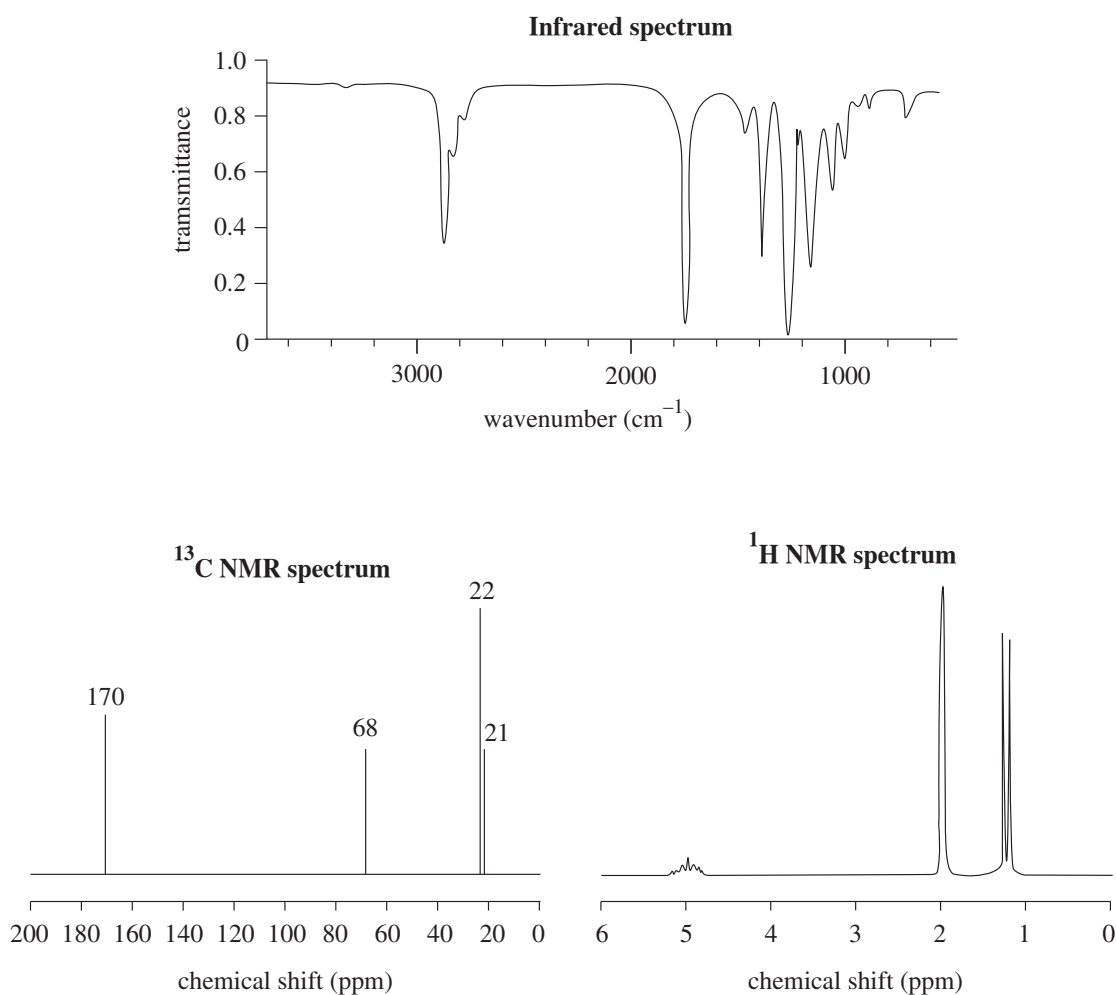 Infrared spectrum
1.0
0.8
0.6
0.4
0.2
0
tramsmittance
3000 2000 1000
wavenumber (cm⁻¹)
¹³C NMR spectrum
170
68
22
21
200 180 160 140 120 100 80 60 40 20 0
chemical shift (ppm)
¹H NMR spectrum
6 5 4 3 2 1 0
chemical shift (ppm)